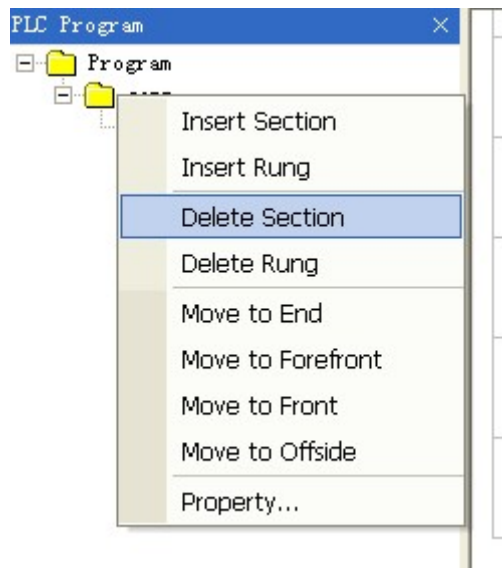 PLC Program
Program
Insert Section
Insert Rung
Delete Section
Delete Rung
Move to End
Move to Forefront
Move to Front
Move to Offside
Property...